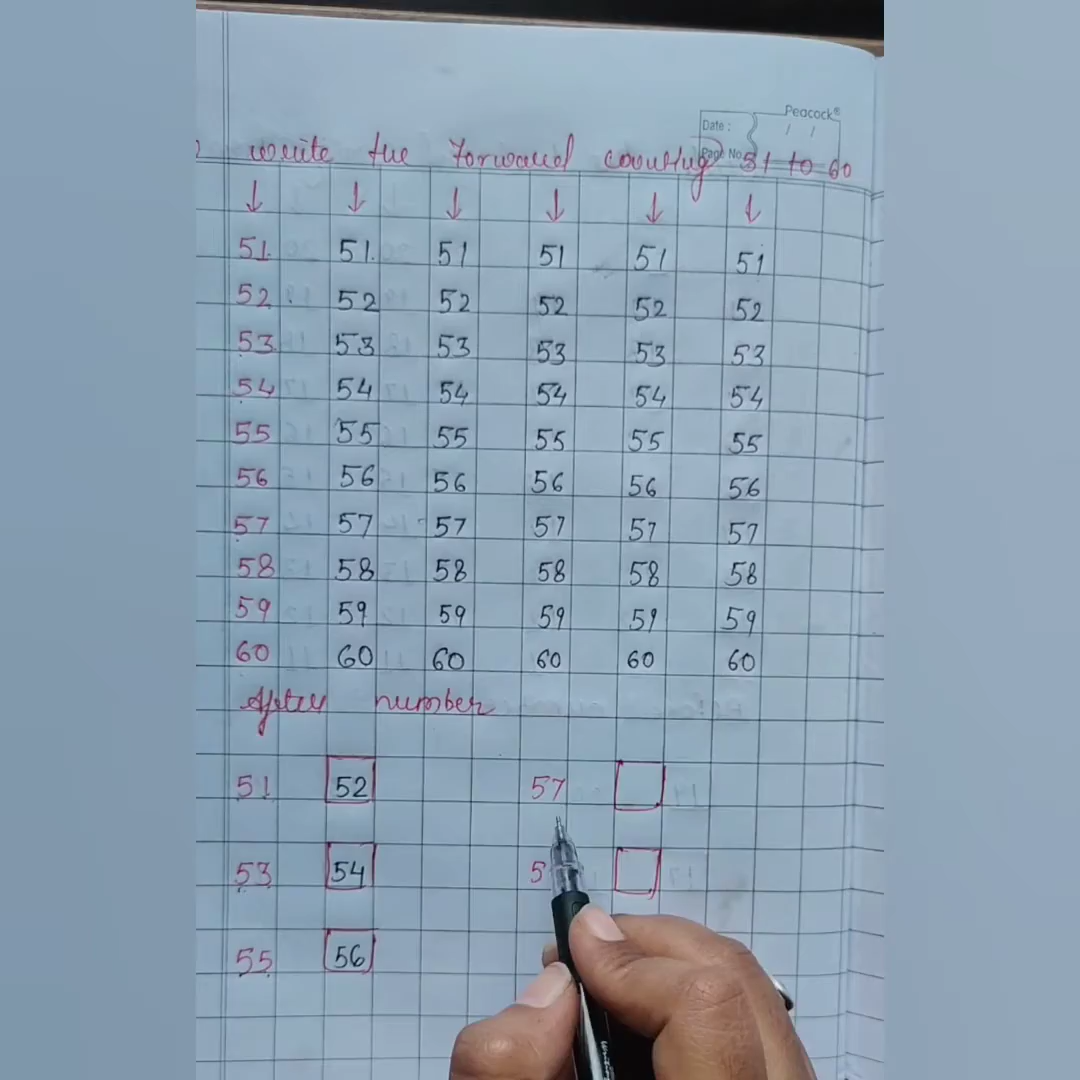 Peacock®
Date : / /
Page No.
write the forward counting 51 to 60
51 51 51 51 51 51
52 52 52 52 52 52
53 53 53 53 53 53
54 54 54 54 54 54
55 55 55 55 55 55
56 56 56 56 56 56
57 57 57 57 57 57
58 58 58 58 58 58
59 59 59 59 59 59
60 60 60 60 60 60
After number
51 52 57
53 54 5
55 56